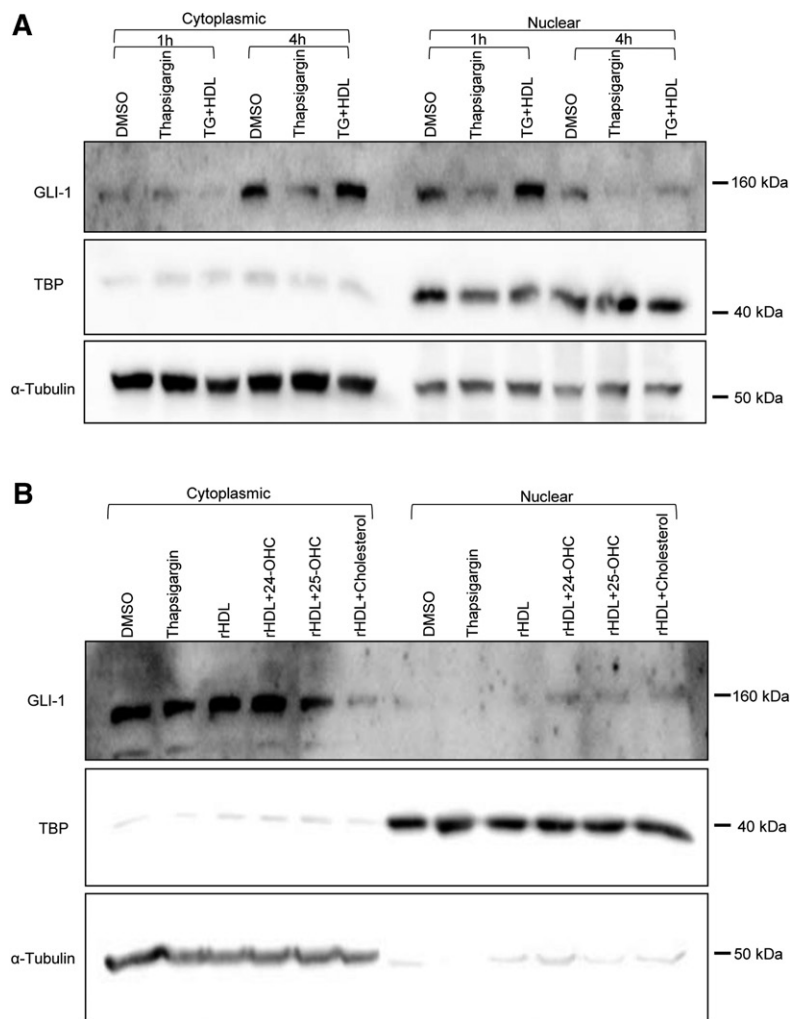 A
Cytoplasmic
Nuclear
1h
4h
1h
4h
DMSO
Thapsigargin
TG+HDL
DMSO
Thapsigargin
TG+HDL
DMSO
Thapsigargin
TG+HDL
DMSO
Thapsigargin
TG+HDL
GLI-1
160 kDa
TBP
40 kDa
α-Tubulin
50 kDa
B
Cytoplasmic
Nuclear
DMSO
Thapsigargin
rHDL
rHDL+24-OHC
rHDL+25-OHC
rHDL+Cholesterol
DMSO
Thapsigargin
rHDL
rHDL+24-OHC
rHDL+25-OHC
rHDL+Cholesterol
GLI-1
160 kDa
TBP
40 kDa
α-Tubulin
50 kDa